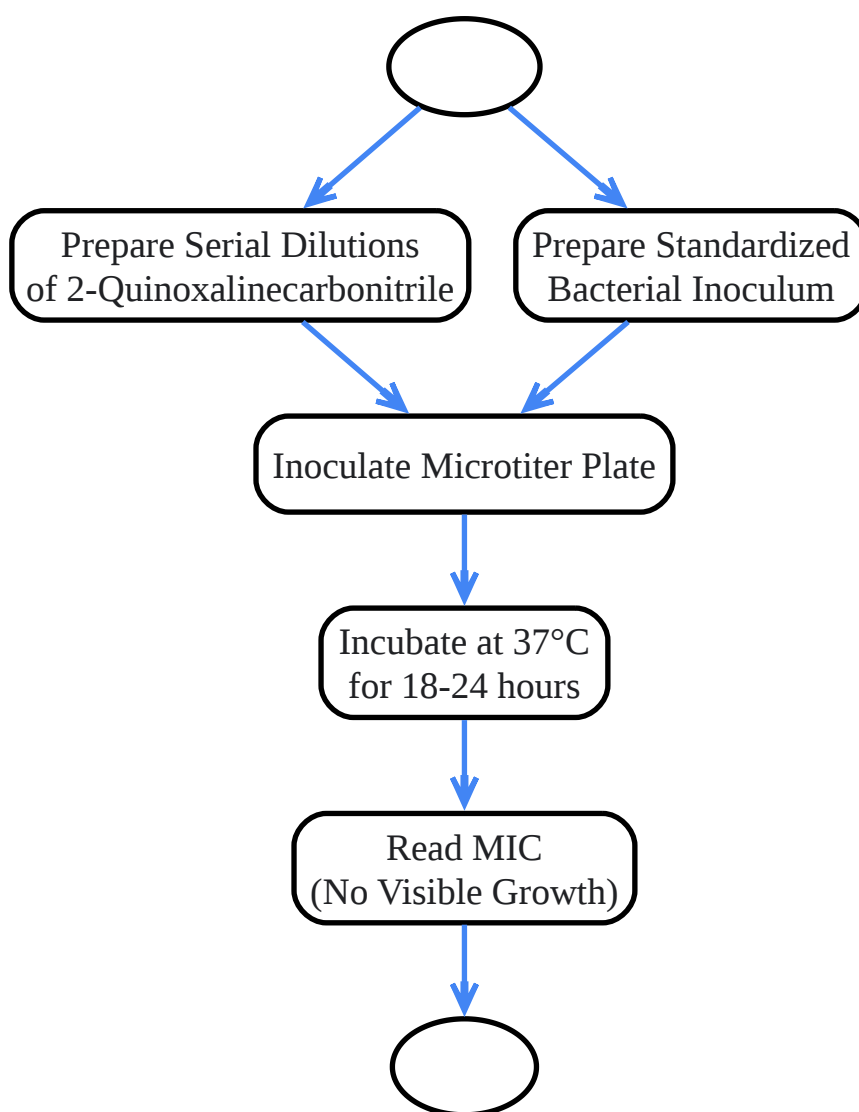 Prepare Serial Dilutions
of 2-Quinoxalinecarbonitrile
Prepare Standardized
Bacterial Inoculum
Inoculate Microtiter Plate
Incubate at 37°C
for 18-24 hours
Read MIC
(No Visible Growth)